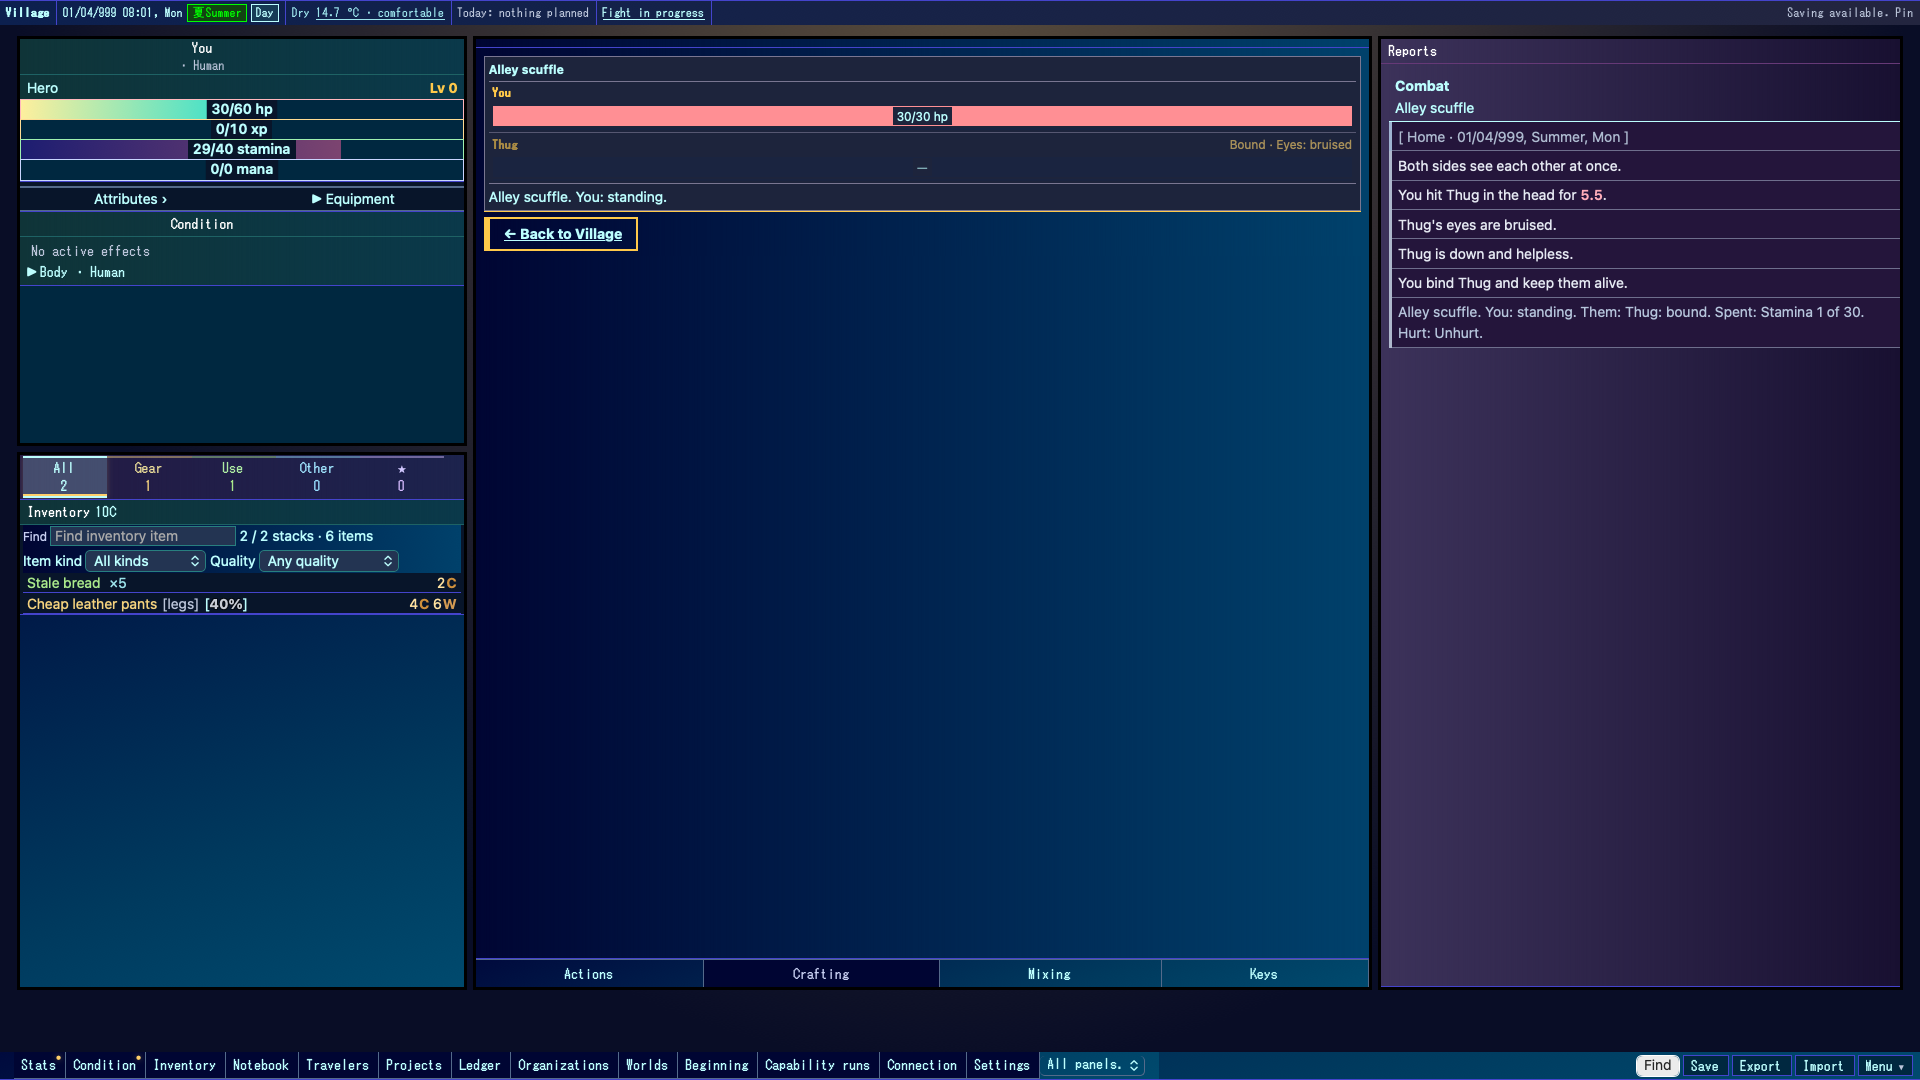 Village 01/04/999 08:01, Mon 夏Summer Day Dry 14.7 °C · comfortable Today: nothing planned Fight in progress Saving available. Pin
You
· Human
Hero Lv 0
30/60 hp
0/10 xp
29/40 stamina
0/0 mana
Attributes › ▶ Equipment
Condition
No active effects
▶Body · Human
All Gear Use Other ★
2 1 1 0 0
Inventory 10C
Find Find inventory item 2 / 2 stacks · 6 items
Item kind All kinds Quality Any quality
Stale bread ×5 2C
Cheap leather pants [legs] [40%] 4C 6W
Alley scuffle
You
30/30 hp
Thug Bound · Eyes: bruised
—
Alley scuffle. You: standing.
← Back to Village
Actions Crafting Mixing Keys
Reports
Combat
Alley scuffle
[ Home · 01/04/999, Summer, Mon ]
Both sides see each other at once.
You hit Thug in the head for 5.5.
Thug's eyes are bruised.
Thug is down and helpless.
You bind Thug and keep them alive.
Alley scuffle. You: standing. Them: Thug: bound. Spent: Stamina 1 of 30.
Hurt: Unhurt.
Stats Condition Inventory Notebook Travelers Projects Ledger Organizations Worlds Beginning Capability runs Connection Settings All panels. Find Save Export Import Menu ▾